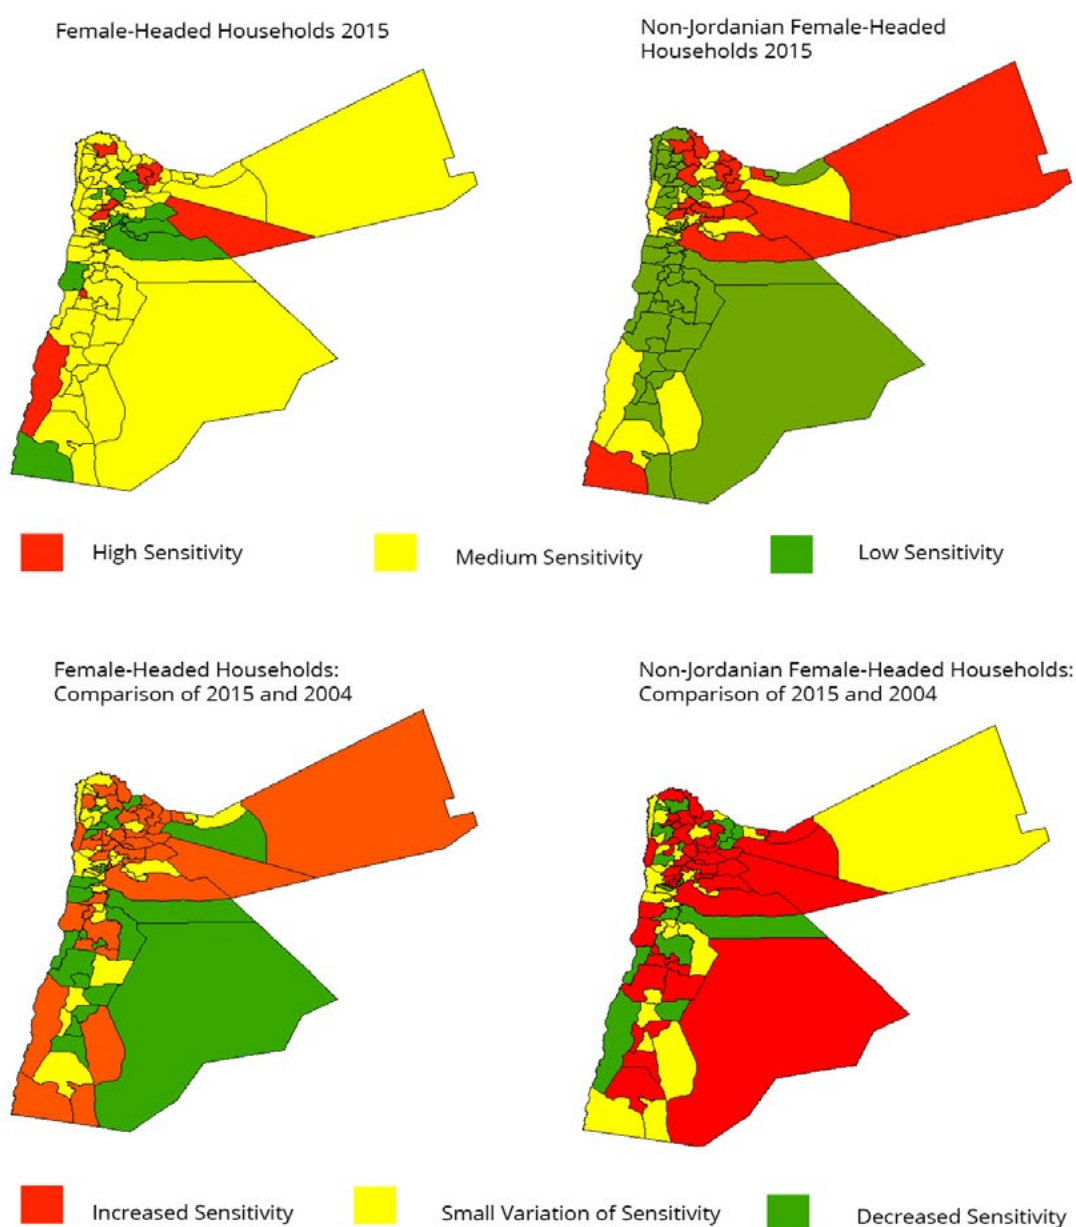 Female-Headed Households 2015
Non-Jordanian Female-Headed
Households 2015
High Sensitivity
Medium Sensitivity
Low Sensitivity
Female-Headed Households:
Comparison of 2015 and 2004
Non-Jordanian Female-Headed Households:
Comparison of 2015 and 2004
Increased Sensitivity
Small Variation of Sensitivity
Decreased Sensitivity